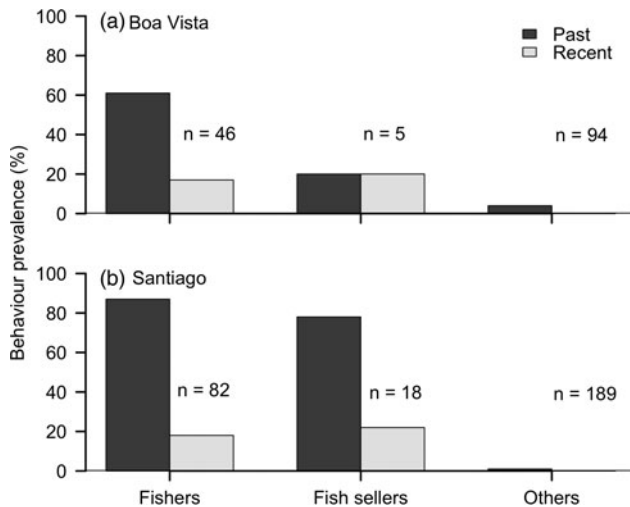 Behaviour prevalence (%)
(a) Boa Vista
Past
Recent
100
80
60
40
20
0
n = 46
n = 5
n = 94
(b) Santiago
100
80
60
40
20
0
n = 82
n = 18
n = 189
Fishers
Fish sellers
Others